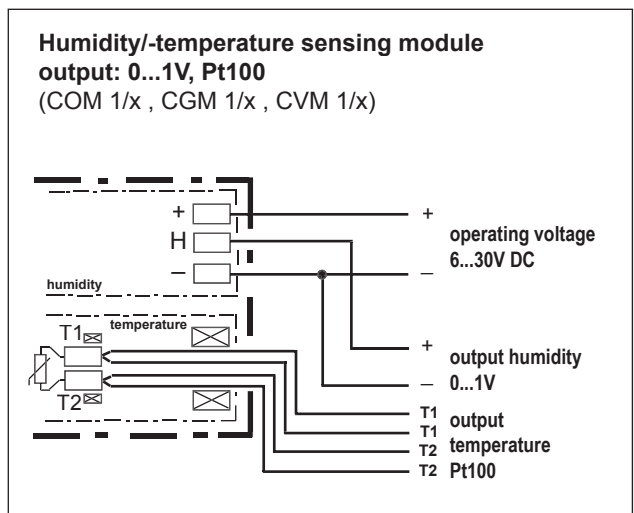 Humidity/-temperature sensing module
output: 0...1V, Pt100
(COM 1/x , CGM 1/x , CVM 1/x)
+
H
–
humidity
temperature
T1
T2
+
operating voltage
6...30V DC
–
+
output humidity
– 0...1V
T1 output
T1
T2 temperature
T2 Pt100